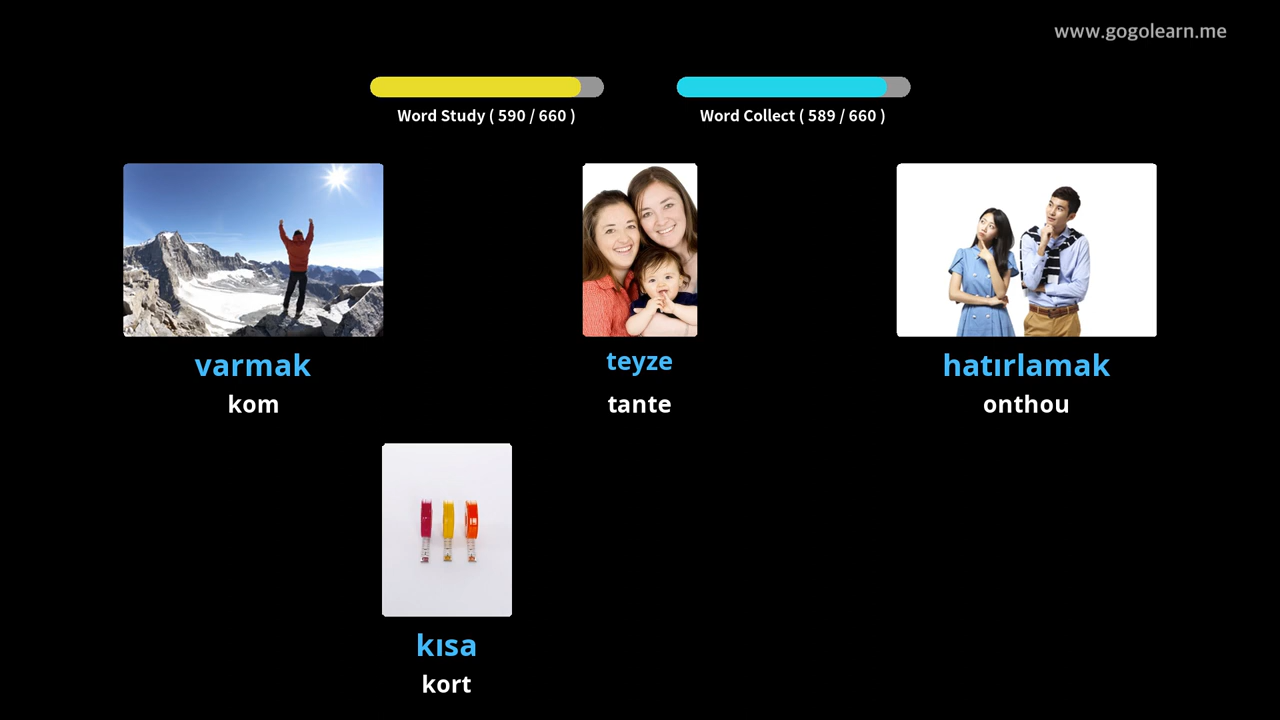 www.gogolearn.me
Word Study ( 590 / 660 )
Word Collect ( 589 / 660 )
varmak
kom
teyze
tante
hatırlamak
onthou
kısa
kort